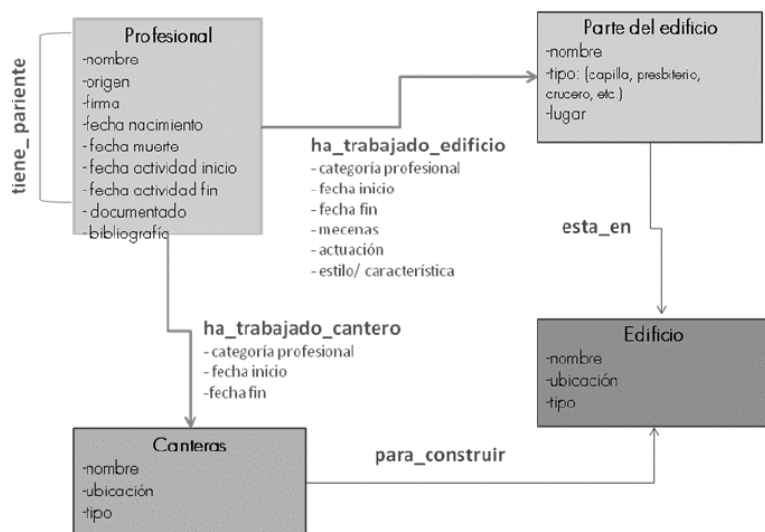 Profesional
-nombre
-origen
-firma
-fecha nacimiento
-fecha muerte
-fecha actividad inicio
-fecha actividad fin
-documentado
-bibliografía
tiene_pariente
Parte del edificio
-nombre
-tipo: (capilla, presbiterio,
crucero, etc.)
-lugar
ha_trabajado_edificio
- categoría profesional
- fecha inicio
- fecha fin
- mecenas
- actuación
- estilo/ característica
esta_en
ha_trabajado_cantero
- categoría profesional
- fecha inicio
-fecha fin
Edificio
-nombre
-ubicación
-tipo
Canteras
-nombre
-ubicación
-tipo
para_construir